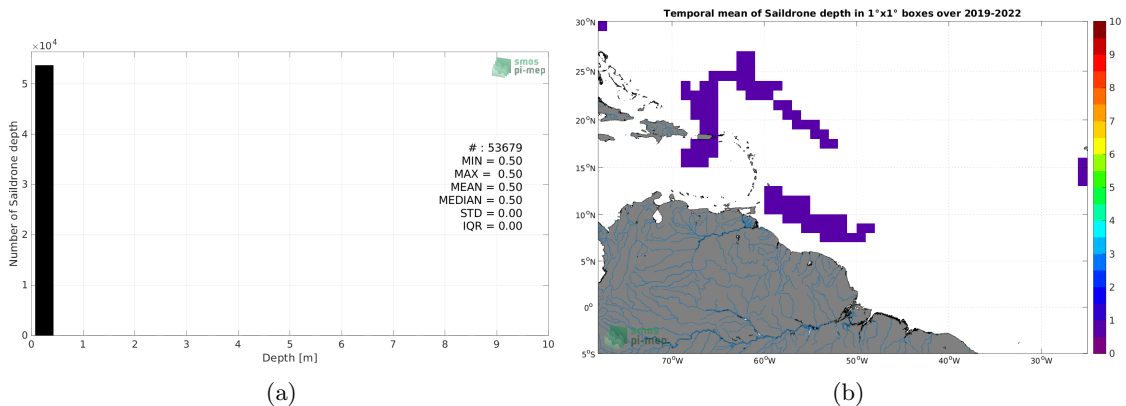 ×10⁴
5
4
3
2
1
0
0 1 2 3 4 5 6 7 8 9 10
Number of Saildrone depth
Depth [m]
smos
pi-mep
# : 53679
MIN = 0.50
MAX = 0.50
MEAN = 0.50
MEDIAN = 0.50
STD = 0.00
IQR = 0.00
(a)
Temporal mean of Saildrone depth in 1°x1° boxes over 2019-2022
30°N
25°N
20°N
15°N
10°N
5°N
0°
5°S
70°W 60°W 50°W 40°W 30°W
smos
pi-mep
10
9
8
7
6
5
4
3
2
1
0
(b)